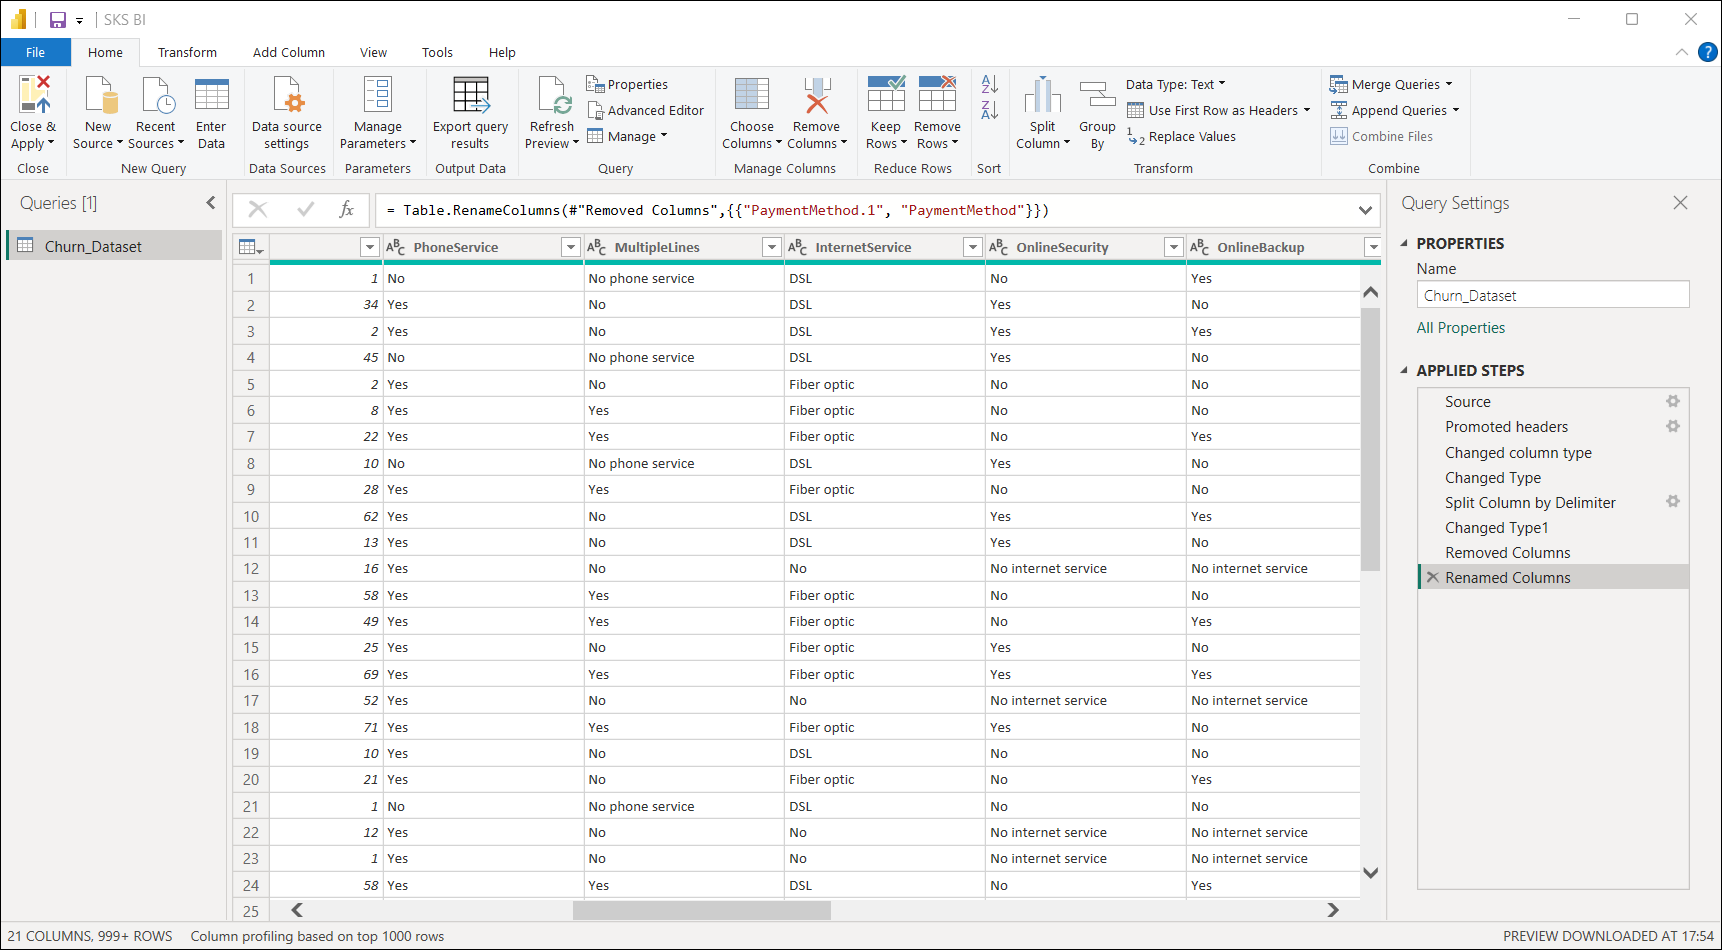 SKS BI
File Home Transform Add Column View Tools Help
Close & Apply
Close
New Source
Recent Sources
Enter Data
New Query
Data source settings
Data Sources
Manage Parameters
Parameters
Export query results
Output Data
Refresh Preview
Properties
Advanced Editor
Manage
Query
Choose Columns
Remove Columns
Manage Columns
Keep Rows
Remove Rows
Reduce Rows
A Z
Z A
Sort
Split Column
Group By
Data Type: Text
Use First Row as Headers
1 2 Replace Values
Transform
Merge Queries
Append Queries
Combine Files
Combine
?
Queries [1]
Churn_Dataset
fx
= Table.RenameColumns(#"Removed Columns",{{"PaymentMethod.1", "PaymentMethod"}})
ABC PhoneService ABC MultipleLines ABC InternetService ABC OnlineSecurity ABC OnlineBackup
1 1 No No phone service DSL No Yes
2 34 Yes No DSL Yes No
3 2 Yes No DSL Yes Yes
4 45 No No phone service DSL Yes No
5 2 Yes No Fiber optic No No
6 8 Yes Yes Fiber optic No No
7 22 Yes Yes Fiber optic No Yes
8 10 No No phone service DSL Yes No
9 28 Yes Yes Fiber optic No No
10 62 Yes No DSL Yes Yes
11 13 Yes No DSL Yes No
12 16 Yes No No No internet service No internet service
13 58 Yes Yes Fiber optic No No
14 49 Yes Yes Fiber optic No Yes
15 25 Yes No Fiber optic Yes No
16 69 Yes Yes Fiber optic Yes Yes
17 52 Yes No No No internet service No internet service
18 71 Yes Yes Fiber optic Yes No
19 10 Yes No DSL No No
20 21 Yes No Fiber optic No Yes
21 1 No No phone service DSL No No
22 12 Yes No No No internet service No internet service
23 1 Yes No No No internet service No internet service
24 58 Yes Yes DSL No Yes
25
Query Settings
PROPERTIES
Name
Churn_Dataset
All Properties
APPLIED STEPS
Source
Promoted headers
Changed column type
Changed Type
Split Column by Delimiter
Changed Type1
Removed Columns
Renamed Columns
21 COLUMNS, 999+ ROWS Column profiling based on top 1000 rows
PREVIEW DOWNLOADED AT 17:54